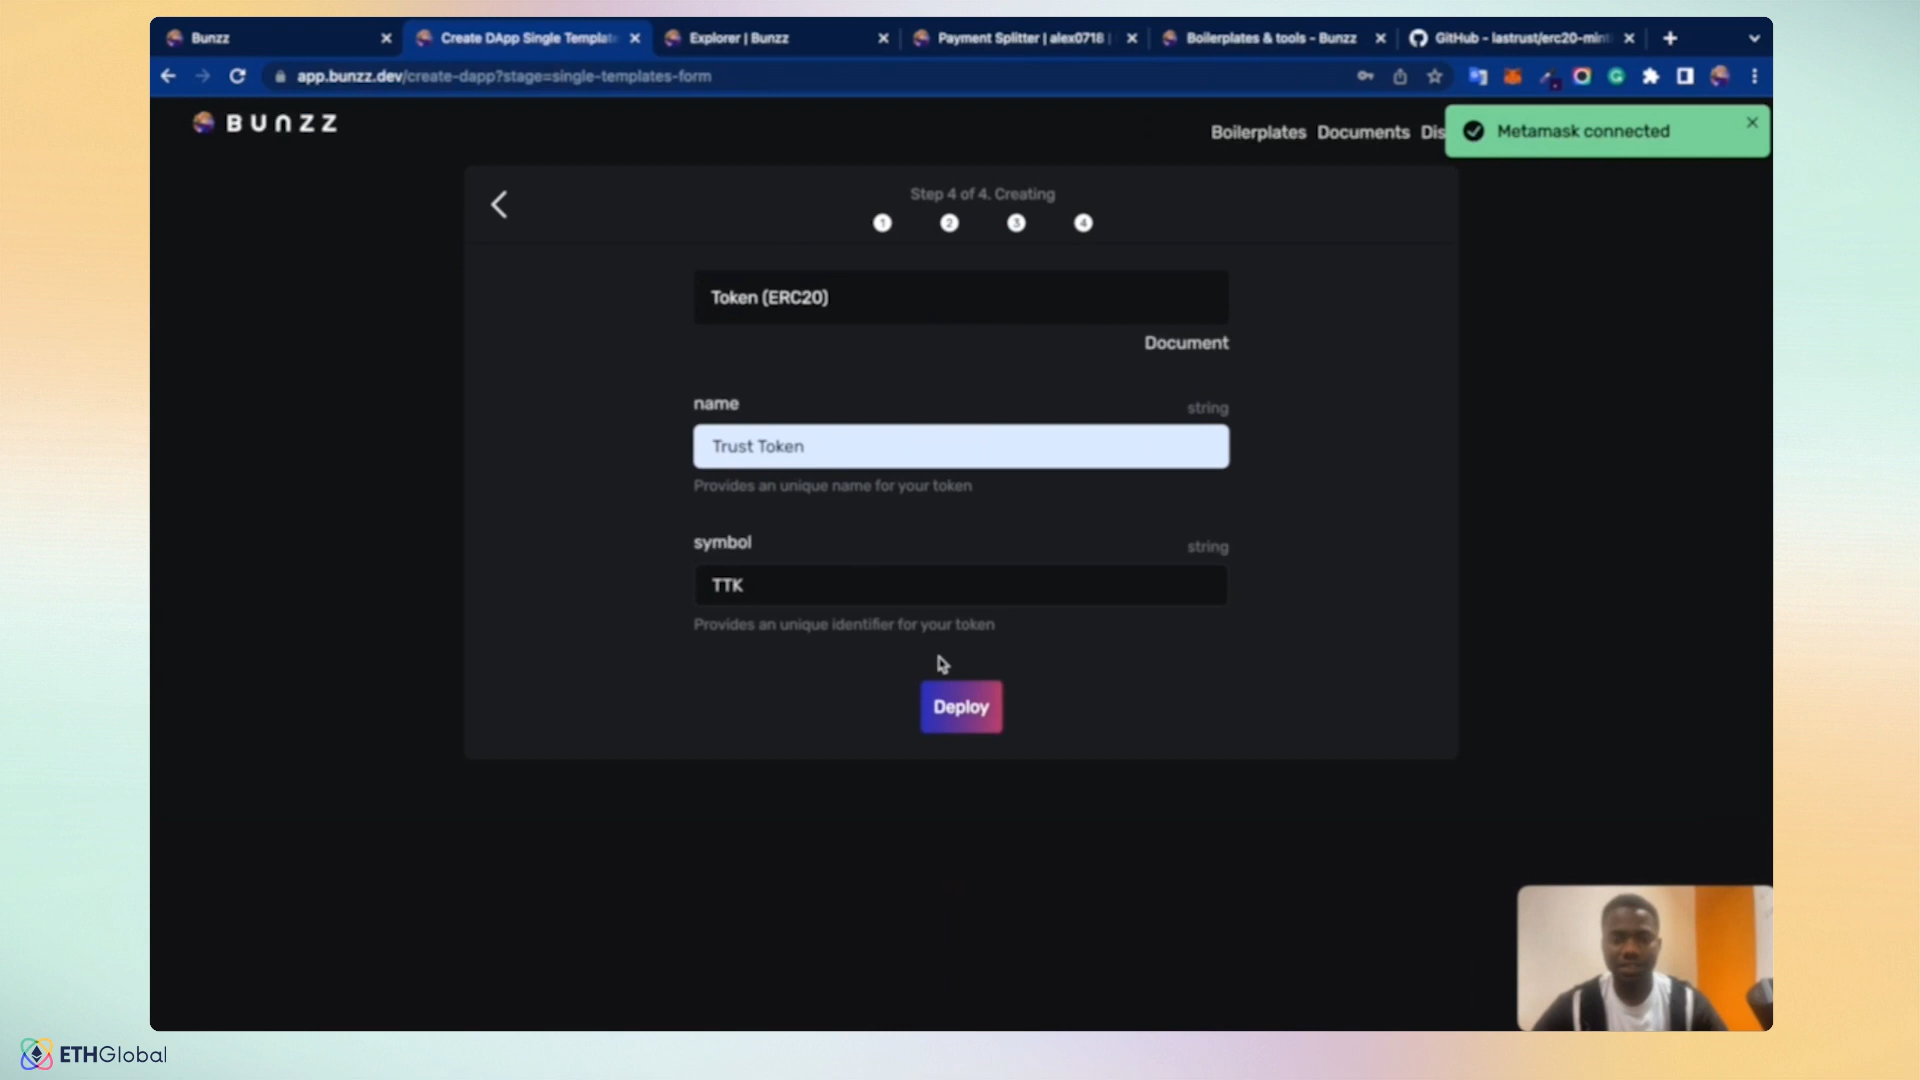 Bunzz
Create DApp Single Templat
Explorer | Bunzz
Payment Splitter | alex0718 |
Boilerplates & tools - Bunzz
GitHub - lastrust/erc20-mint
app.bunzz.dev/create-dapp?stage=single-templates-form
BUNZZ
Boilerplates
Documents
Dis
Metamask connected
Step 4 of 4. Creating
1
2
3
4
Token (ERC20)
Document
name
string
Trust Token
Provides an unique name for your token
symbol
string
TTK
Provides an unique identifier for your token
Deploy
ETHGlobal